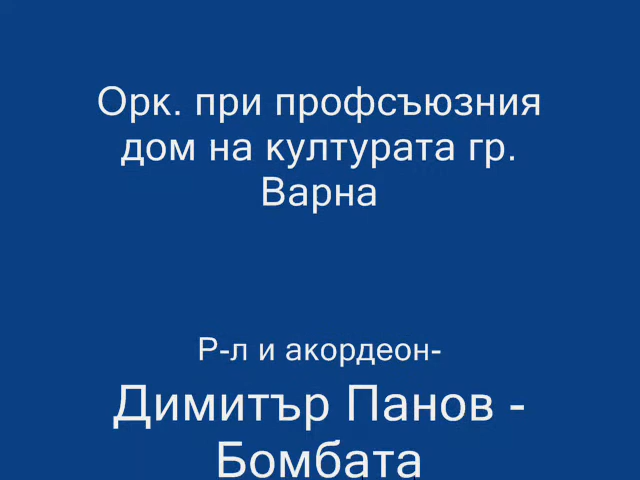 Орк. при профсъюзния
дом на културата гр.
Варна
Р-л и акордеон-
Димитър Панов -
Бомбата